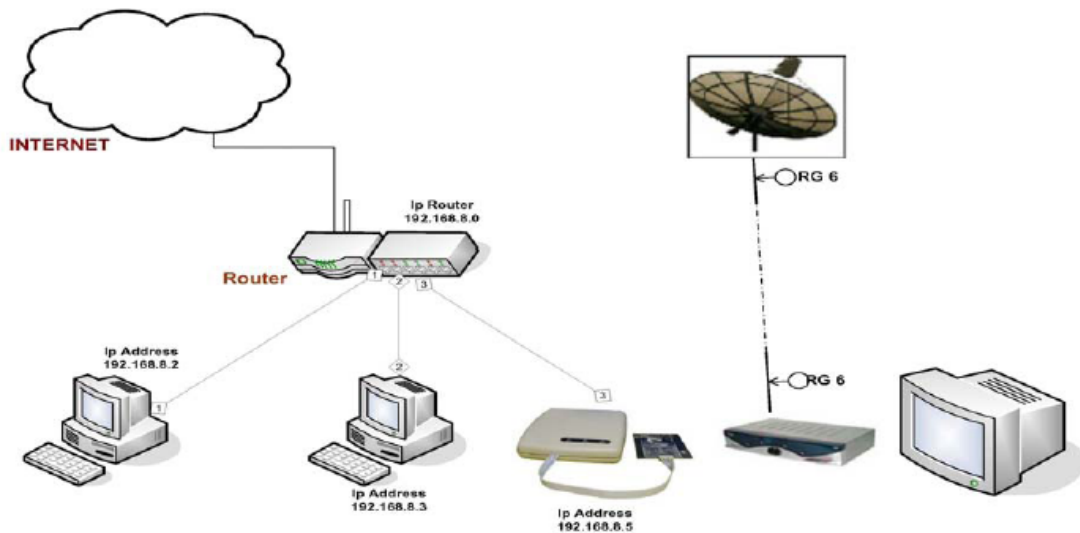 INTERNET
RG 6
Ip Router
192.168.8.0
Router
1
2
3
Ip Address
192.168.8.2
1
2
3
RG 6
Ip Address
192.168.8.3
Ip Address
192.168.8.5